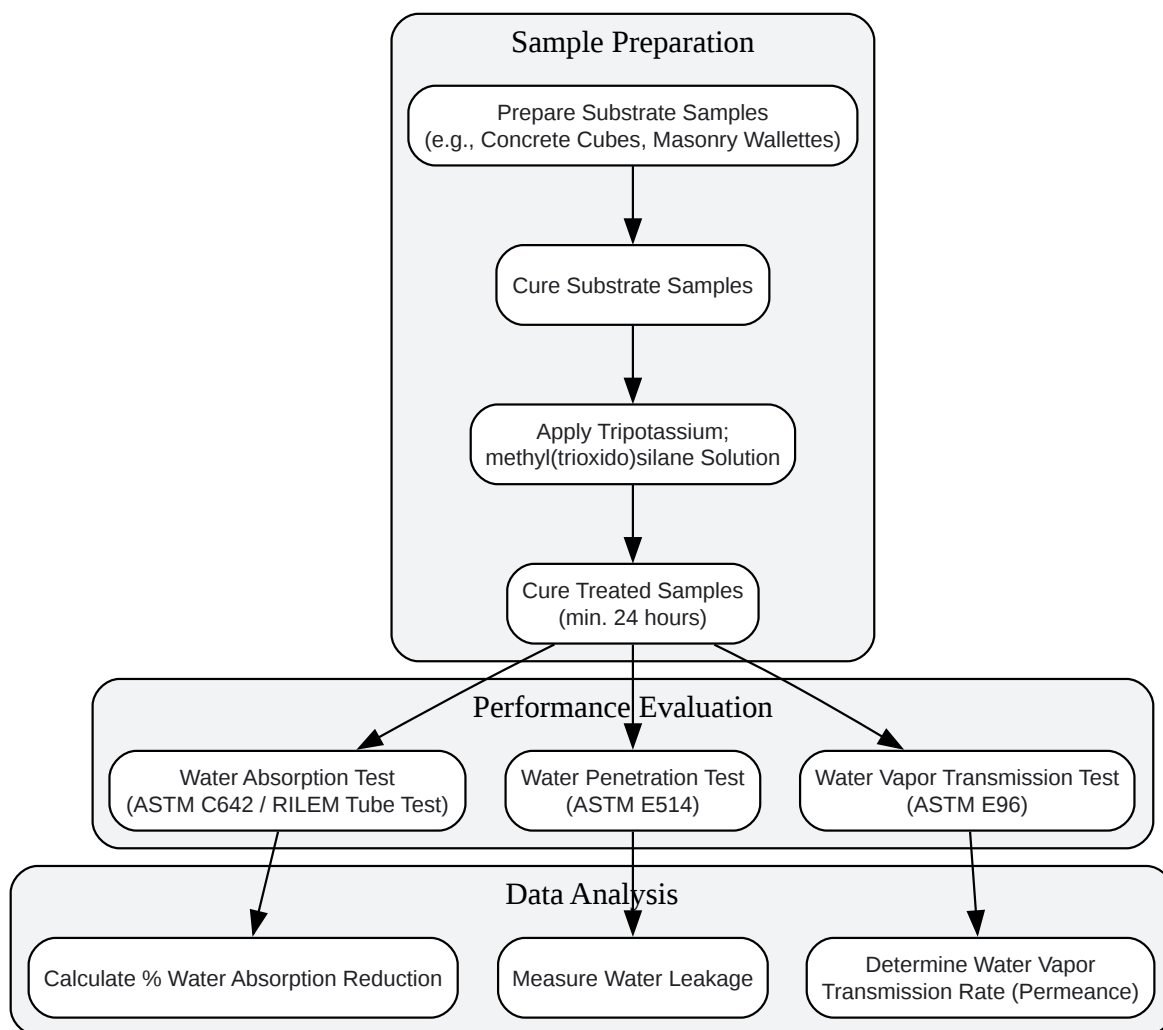 Sample Preparation
Prepare Substrate Samples
(e.g., Concrete Cubes, Masonry Wallettes)
Cure Substrate Samples
Apply Tripotassium;
methyl(trioxido)silane Solution
Cure Treated Samples
(min. 24 hours)
Performance Evaluation
Water Absorption Test
(ASTM C642 / RILEM Tube Test)
Water Penetration Test
(ASTM E514)
Water Vapor Transmission Test
(ASTM E96)
Data Analysis
Calculate % Water Absorption Reduction
Measure Water Leakage
Determine Water Vapor
Transmission Rate (Permeance)